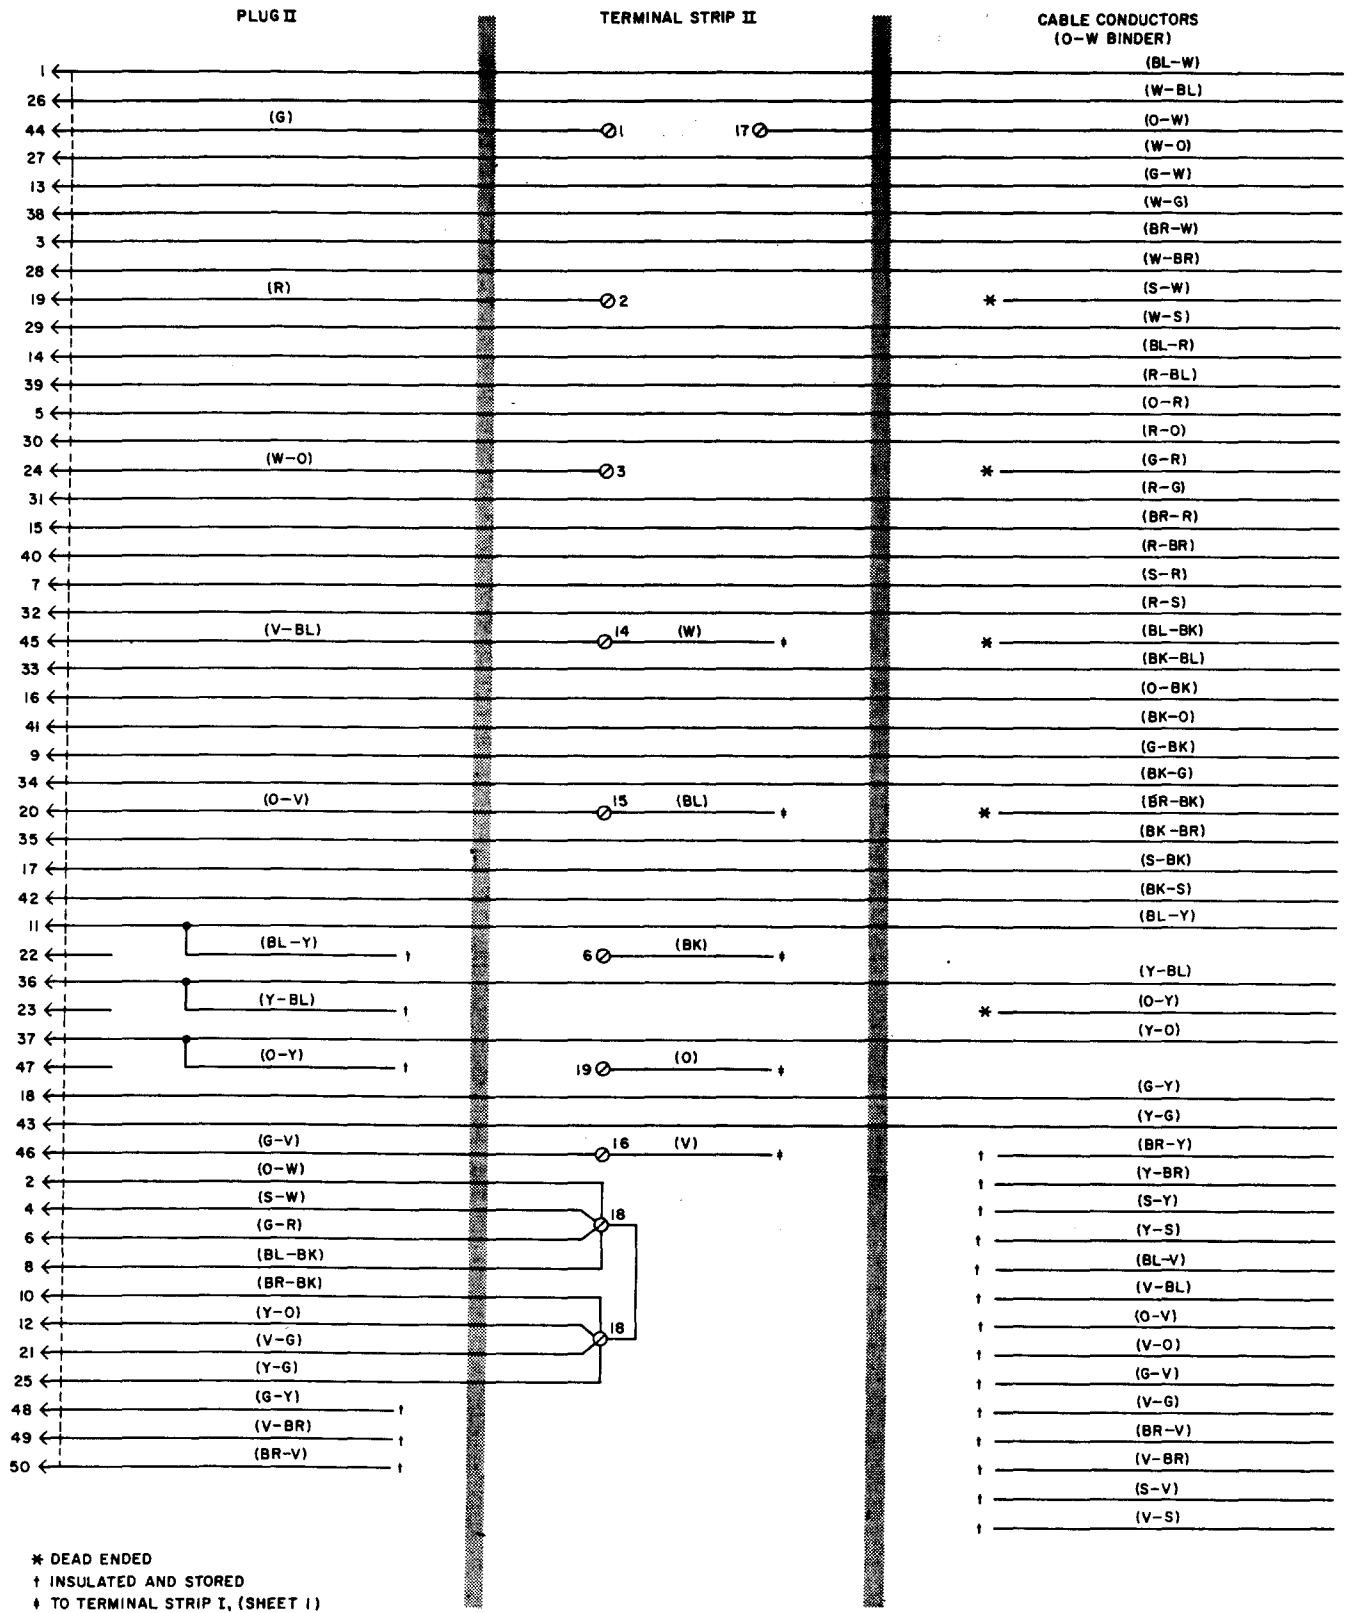 PLUG II TERMINAL STRIP II CABLE CONDUCTORS
(O-W BINDER)
1 (BL-W)
26 (W-BL)
44 (G) 1 17 (O-W)
27 (W-O)
13 (G-W)
38 (W-G)
3 (BR-W)
28 (W-BR)
19 (R) 2 * (S-W)
29 (W-S)
14 (BL-R)
39 (R-BL)
5 (O-R)
30 (R-O)
24 (W-O) 3 * (G-R)
31 (R-G)
15 (BR-R)
40 (R-BR)
7 (S-R)
32 (R-S)
45 (V-BL) 14 (W) ‡ * (BL-BK)
33 (BK-BL)
16 (O-BK)
41 (BK-O)
9 (G-BK)
34 (BK-G)
20 (O-V) 15 (BL) ‡ * (BR-BK)
35 (BK-BR)
17 (S-BK)
42 (BK-S)
11 (BL-Y)
22 (BL-Y) † 6 (BK) ‡
36 (Y-BL)
23 (Y-BL) † * (O-Y)
37 (Y-O)
47 (O-Y) † 19 (O) ‡
18 (G-Y)
43 (Y-G)
46 (G-V) 16 (V) ‡ † (BR-Y)
2 (O-W) † (Y-BR)
4 (S-W) 18 † (S-Y)
6 (G-R) † (Y-S)
8 (BL-BK) † (BL-V)
10 (BR-BK) † (V-BL)
12 (Y-O) 18 † (O-V)
21 (V-G) † (V-O)
25 (Y-G) † (G-V)
48 (G-Y) † † (V-G)
49 (V-BR) † † (BR-V)
50 (BR-V) † † (V-BR)
† (S-V)
† (V-S)
* DEAD ENDED
† INSULATED AND STORED
‡ TO TERMINAL STRIP I, (SHEET 1)